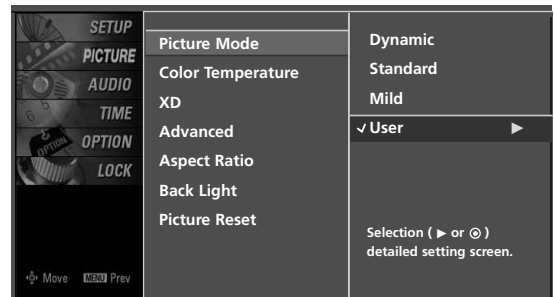 SETUP
PICTURE
AUDIO
TIME
OPTION
LOCK
Move MENU Prev
Picture Mode
Color Temperature
XD
Advanced
Aspect Ratio
Back Light
Picture Reset
Dynamic
Standard
Mild
✓ User ►
Selection ( ► or ◉ )
detailed setting screen.